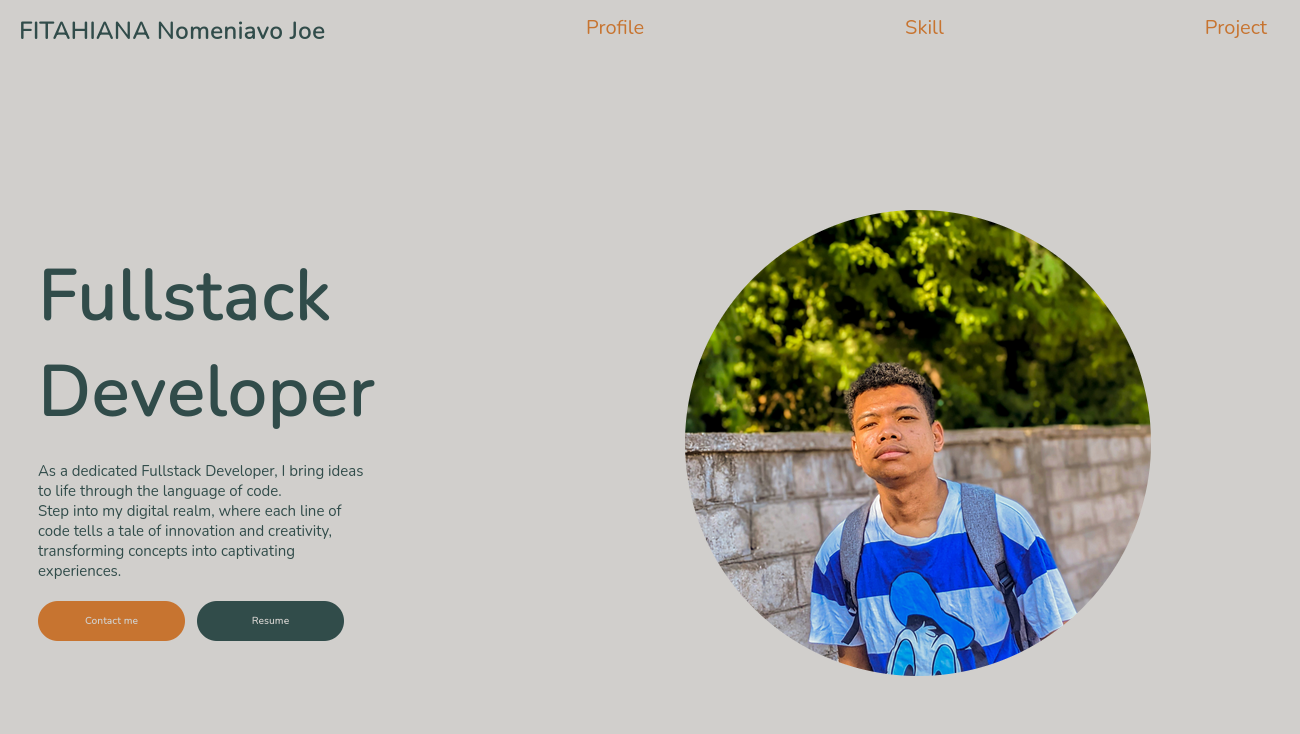 FITAHIANA Nomeniavo Joe
Profile
Skill
Project
Fullstack
Developer
As a dedicated Fullstack Developer, I bring ideas
to life through the language of code.
Step into my digital realm, where each line of
code tells a tale of innovation and creativity,
transforming concepts into captivating
experiences.
Contact me
Resume